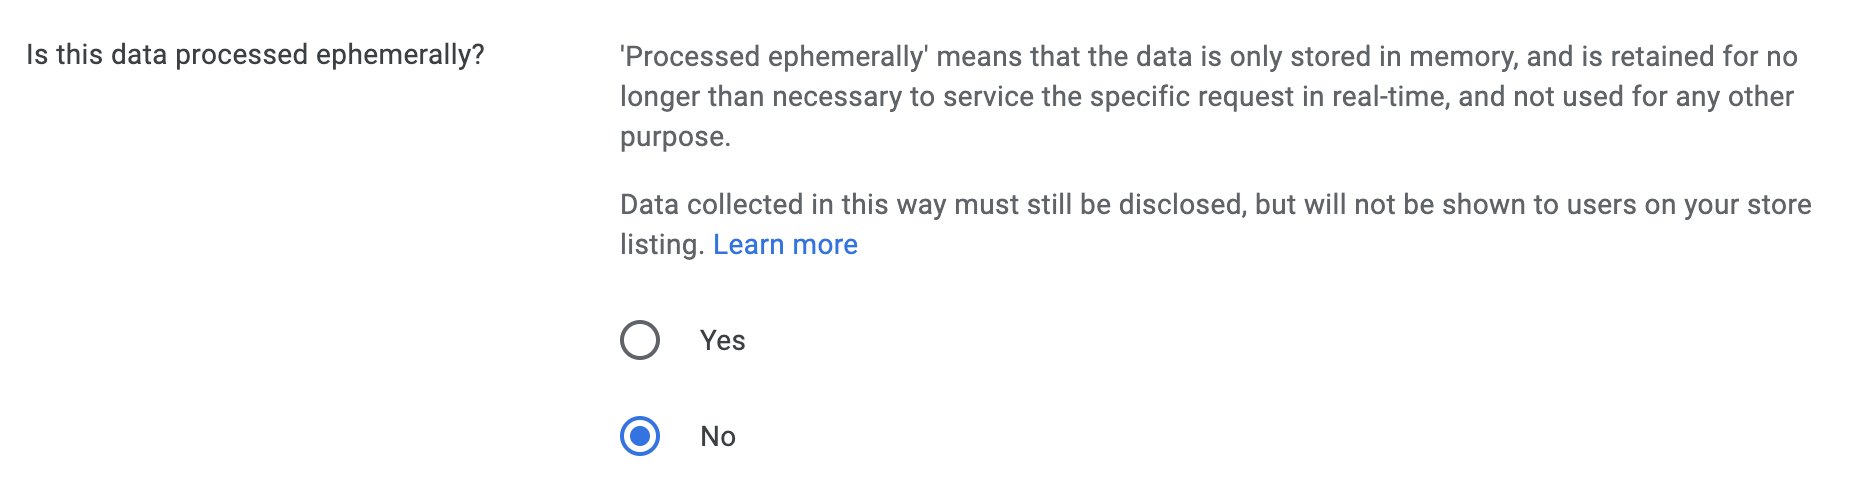 Is this data processed ephemerally?
'Processed ephemerally' means that the data is only stored in memory, and is retained for no
longer than necessary to service the specific request in real-time, and not used for any other
purpose.
Data collected in this way must still be disclosed, but will not be shown to users on your store
listing. Learn more
Yes
No